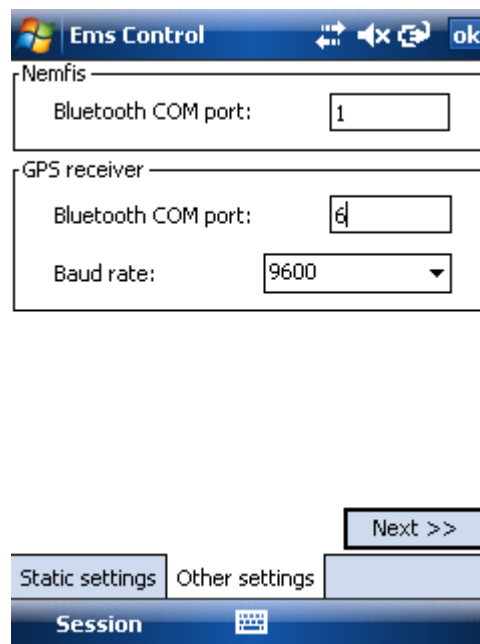 Ems Control ok
Nemfis
Bluetooth COM port: 1
GPS receiver
Bluetooth COM port: 6
Baud rate: 9600
Next >>
Static settings Other settings
Session